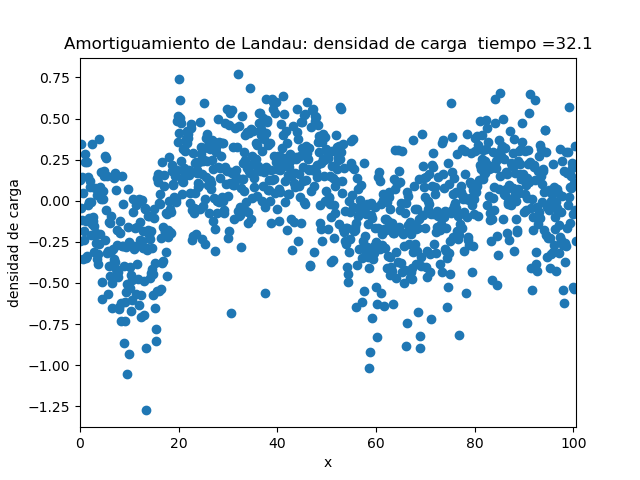 Amortiguamiento de Landau: densidad de carga  tiempo =32.1
densidad de carga
0.75
0.50
0.25
0.00
−0.25
−0.50
−0.75
−1.00
−1.25
0 20 40 60 80 100
x